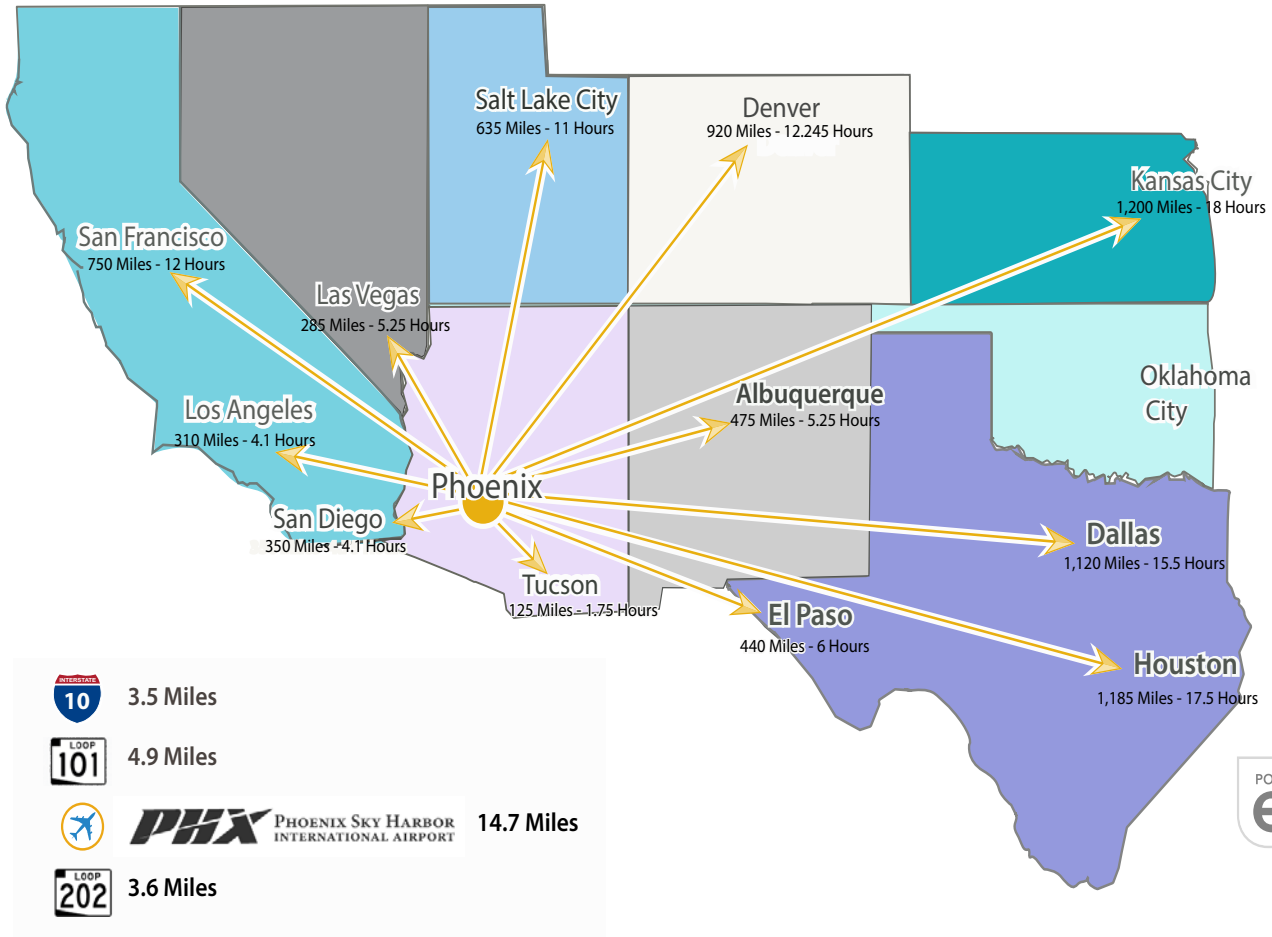 Salt Lake City
635 Miles - 11 Hours
Denver
920 Miles - 12.245 Hours
Kansas City
1,200 Miles - 18 Hours
San Francisco
750 Miles - 12 Hours
Las Vegas
285 Miles - 5.25 Hours
Oklahoma
City
Albuquerque
475 Miles - 5.25 Hours
Los Angeles
310 Miles - 4.1 Hours
Phoenix
San Diego
350 Miles - 4.1 Hours
Dallas
1,120 Miles - 15.5 Hours
Tucson
125 Miles - 1.75 Hours
El Paso
440 Miles - 6 Hours
Houston
1,185 Miles - 17.5 Hours
INTERSTATE
10
3.5 Miles
LOOP
101
4.9 Miles
PHX PHOENIX SKY HARBOR
INTERNATIONAL AIRPORT
14.7 Miles
LOOP
202
3.6 Miles